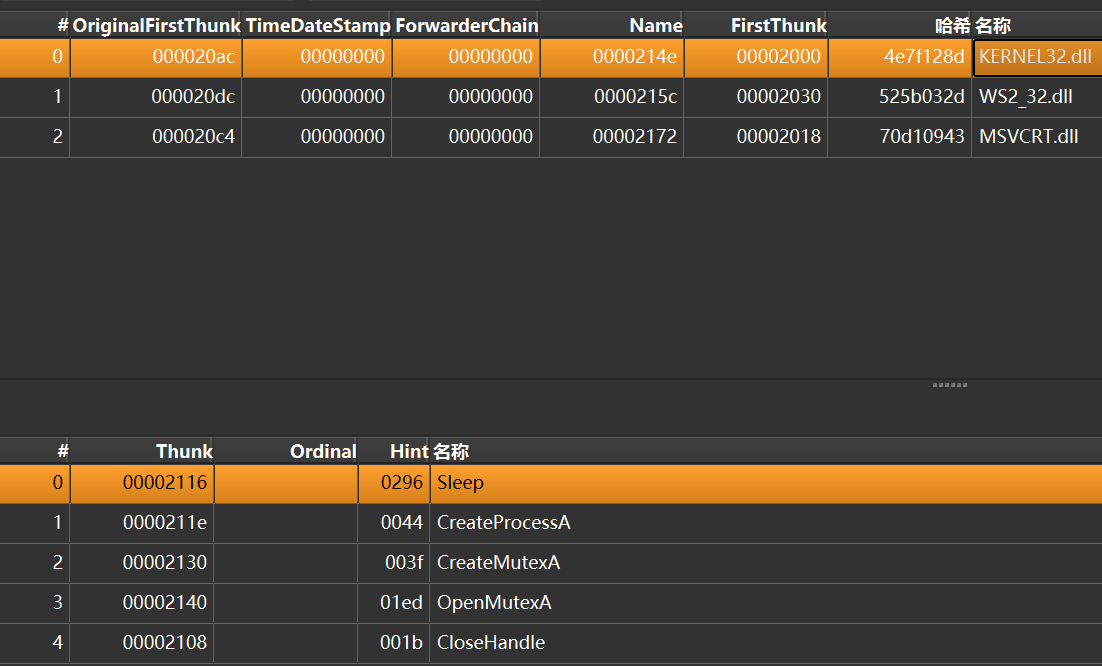 # OriginalFirstThunk TimeDateStamp ForwarderChain Name FirstThunk 哈希 名称
0 000020ac 00000000 00000000 0000214e 00002000 4e7f128d KERNEL32.dll
1 000020dc 00000000 00000000 0000215c 00002030 525b032d WS2_32.dll
2 000020c4 00000000 00000000 00002172 00002018 70d10943 MSVCRT.dll
# Thunk Ordinal Hint 名称
0 00002116 0296 Sleep
1 0000211e 0044 CreateProcessA
2 00002130 003f CreateMutexA
3 00002140 01ed OpenMutexA
4 00002108 001b CloseHandle